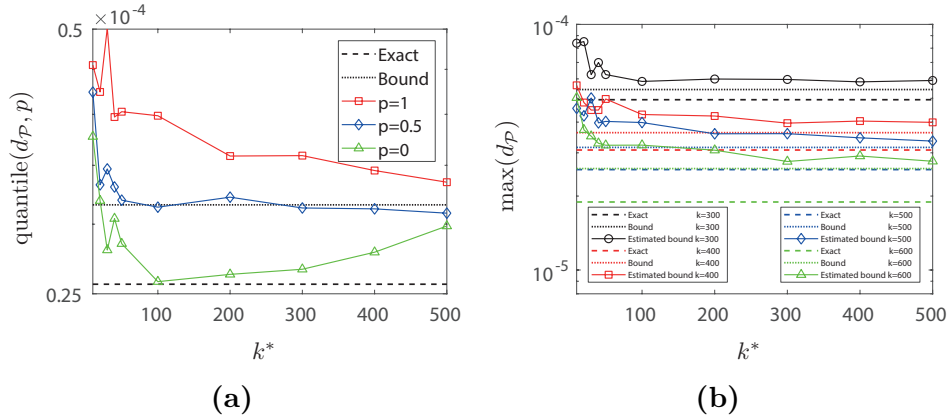 ×10⁻⁴
0.5
0.25
quantile(d_𝒫, p)
Exact
Bound
p=1
p=0.5
p=0
100 200 300 400 500
k*
(a)
10⁻⁴
10⁻⁵
max(d_𝒫)
Exact k=300
Bound k=300
Estimated bound k=300
Exact k=400
Bound k=400
Estimated bound k=400
Exact k=500
Bound k=500
Estimated bound k=500
Exact k=600
Bound k=600
Estimated bound k=600
100 200 300 400 500
k*
(b)